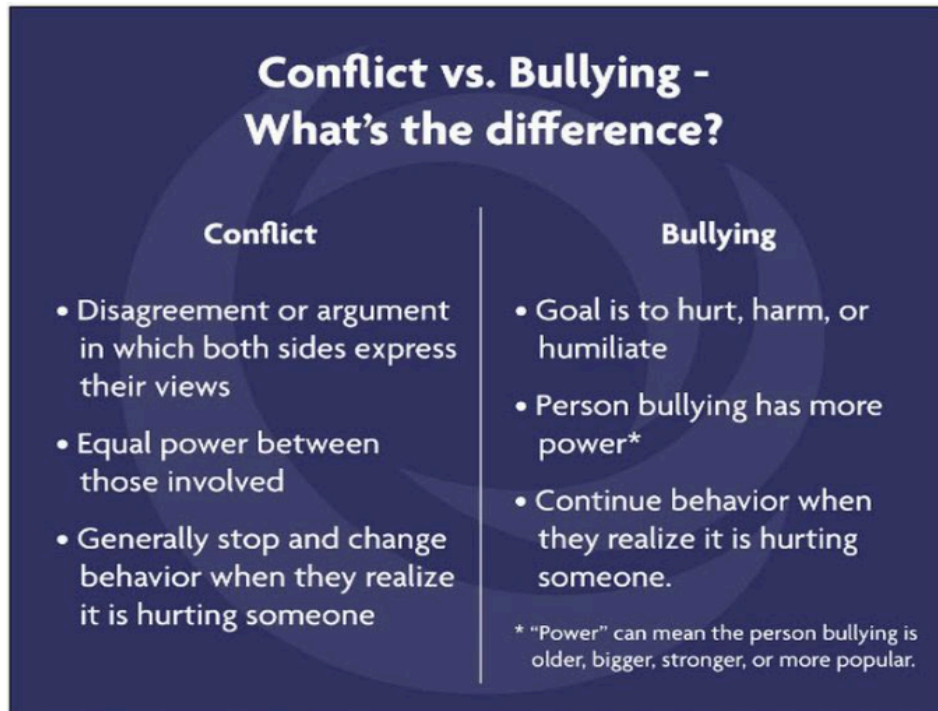 Conflict vs. Bullying -
What's the difference?
Conflict
• Disagreement or argument
in which both sides express
their views
• Equal power between
those involved
• Generally stop and change
behavior when they realize
it is hurting someone
Bullying
• Goal is to hurt, harm, or
humiliate
• Person bullying has more
power*
• Continue behavior when
they realize it is hurting
someone.
* “Power” can mean the person bullying is
older, bigger, stronger, or more popular.